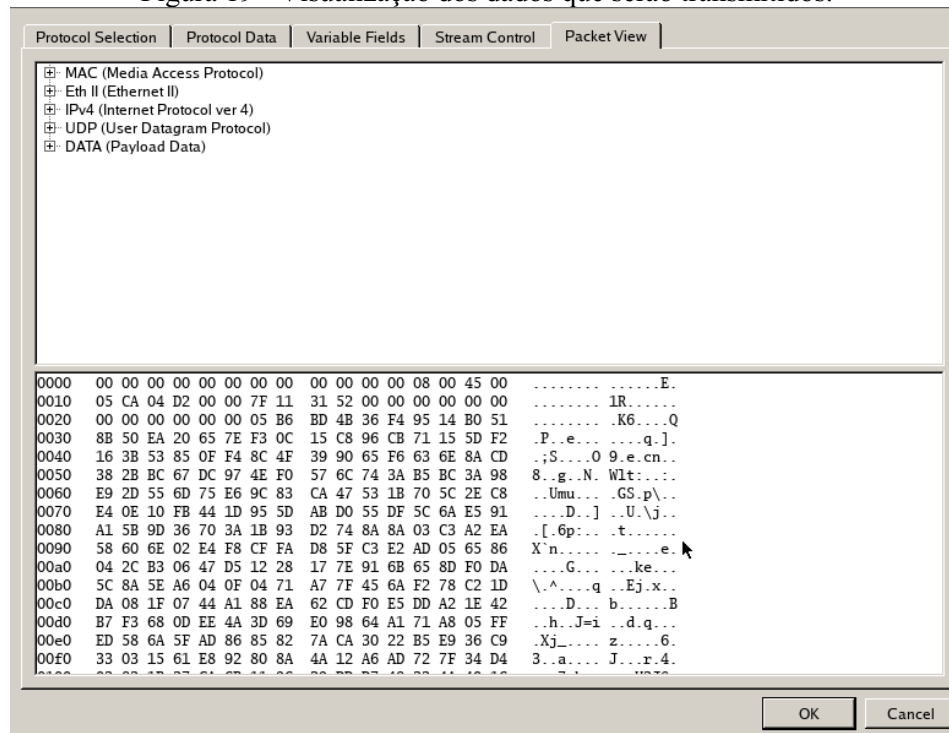 Figura 19 – Visualização dos dados que serão transmitidos.
Protocol Selection Protocol Data Variable Fields Stream Control Packet View
MAC (Media Access Protocol)
Eth II (Ethernet II)
IPv4 (Internet Protocol ver 4)
UDP (User Datagram Protocol)
DATA (Payload Data)
0000 00 00 00 00 00 00 00 00 00 00 00 00 08 00 45 00 ........ ......E.
0010 05 CA 04 D2 00 00 7F 11 31 52 00 00 00 00 00 00 ........ 1R......
0020 00 00 00 00 00 00 05 B6 BD 4B 36 F4 95 14 B0 51 ........ .K6....Q
0030 8B 50 EA 20 65 7E F3 0C 15 C8 96 CB 71 15 5D F2 .P..e... ....q.].
0040 16 3B 53 85 0F F4 8C 4F 39 90 65 F6 63 6E 8A CD .;S....O 9.e.cn..
0050 38 2B BC 67 DC 97 4E F0 57 6C 74 3A B5 BC 3A 98 8..g..N. Wlt:..:.
0060 E9 2D 55 6D 75 E6 9C 83 CA 47 53 1B 70 5C 2E C8 ..Umu... .GS.p\..
0070 E4 0E 10 FB 44 1D 95 5D AB D0 55 DF 5C 6A E5 91 ....D..] ..U.\j..
0080 A1 5B 9D 36 70 3A 1B 93 D2 74 8A 8A 03 C3 A2 EA .[.6p:.. .t......
0090 58 60 6E 02 E4 F8 CF FA D8 5F C3 E2 AD 05 65 86 X`n..... ._....e.
00a0 04 2C B3 06 47 D5 12 28 17 7E 91 6B 65 8D F0 DA ....G... ...ke...
00b0 5C 8A 5E A6 04 0F 04 71 A7 7F 45 6A F2 78 C2 1D \.^....q ..Ej.x..
00c0 DA 08 1F 07 44 A1 88 EA 62 CD F0 E5 DD A2 1E 42 ....D... b......B
00d0 B7 F3 68 0D EE 4A 3D 69 E0 98 64 A1 71 A8 05 FF ..h..J=i ..d.q...
00e0 ED 58 6A 5F AD 86 85 82 7A CA 30 22 B5 E9 36 C9 .Xj_.... z.....6.
00f0 33 03 15 61 E8 92 80 8A 4A 12 A6 AD 72 7F 34 D4 3..a.... J...r.4.
OK Cancel